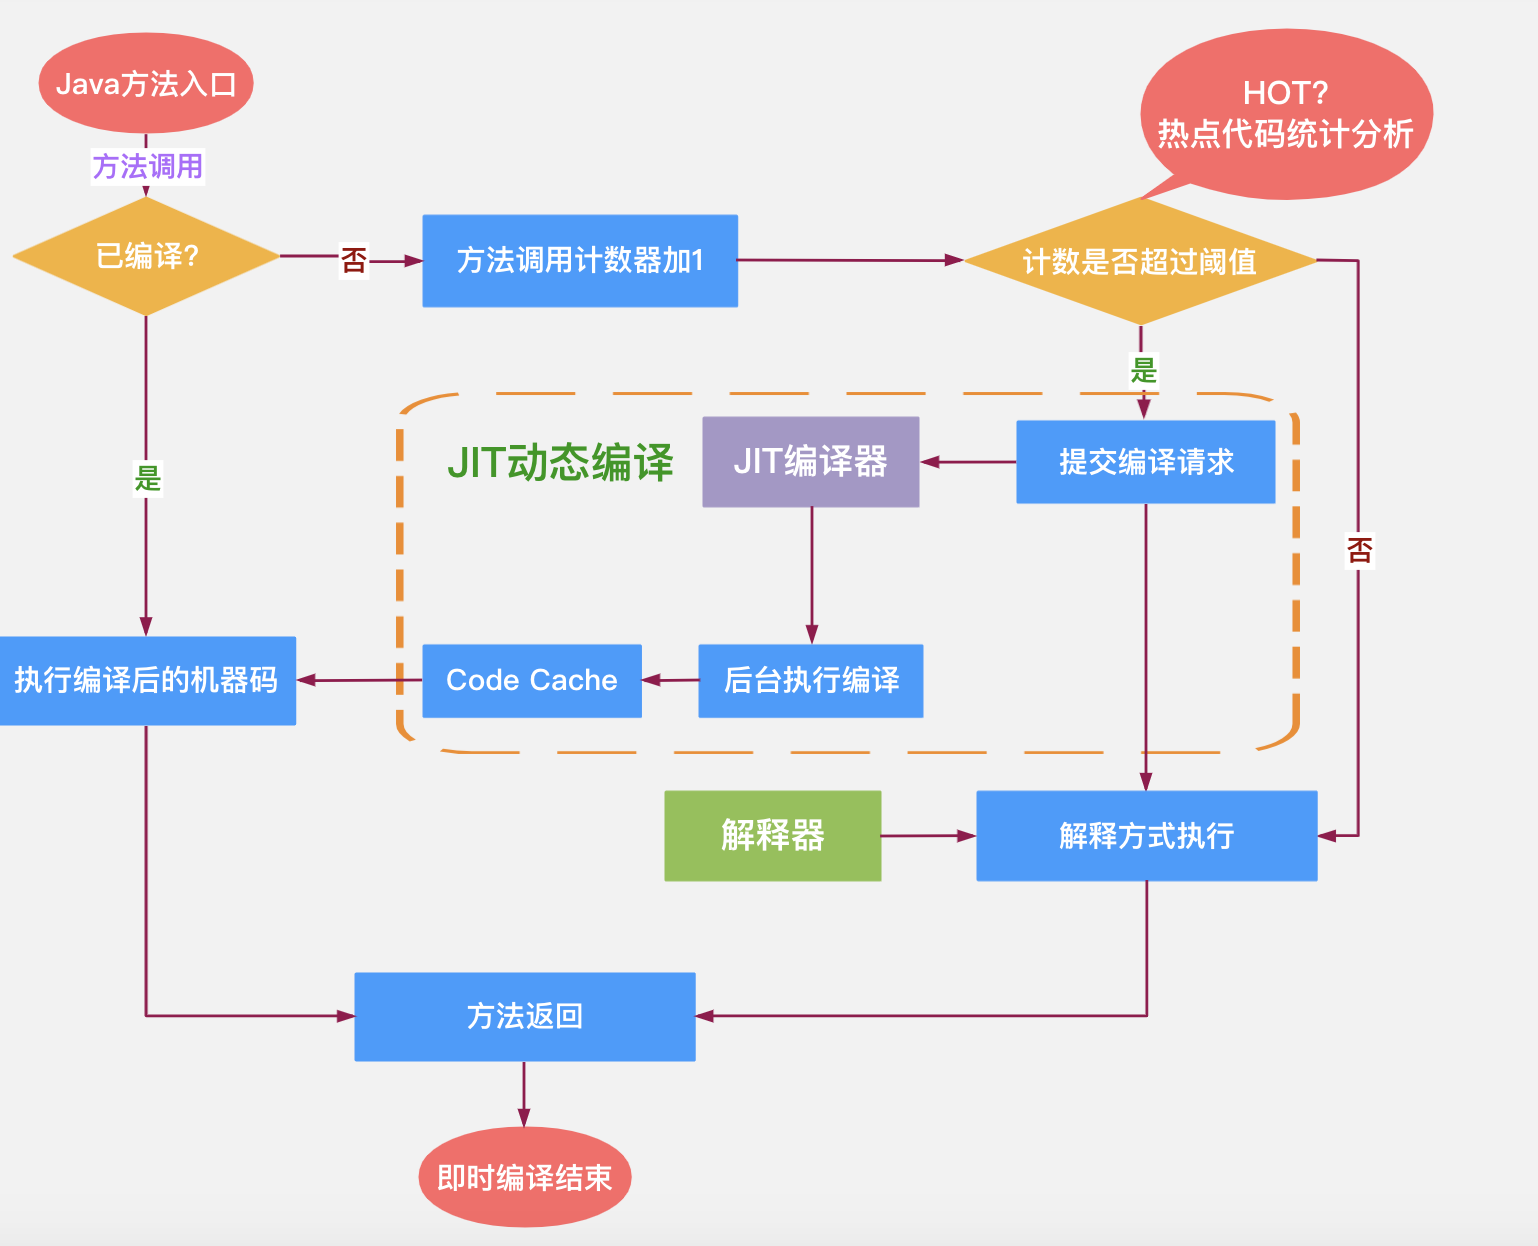 Java方法入口
HOT?
热点代码统计分析
方法调用
已编译?
否
方法调用计数器加1
计数是否超过阈值
是
JIT动态编译
JIT编译器
提交编译请求
是
否
执行编译后的机器码
Code Cache
后台执行编译
解释器
解释方式执行
方法返回
即时编译结束